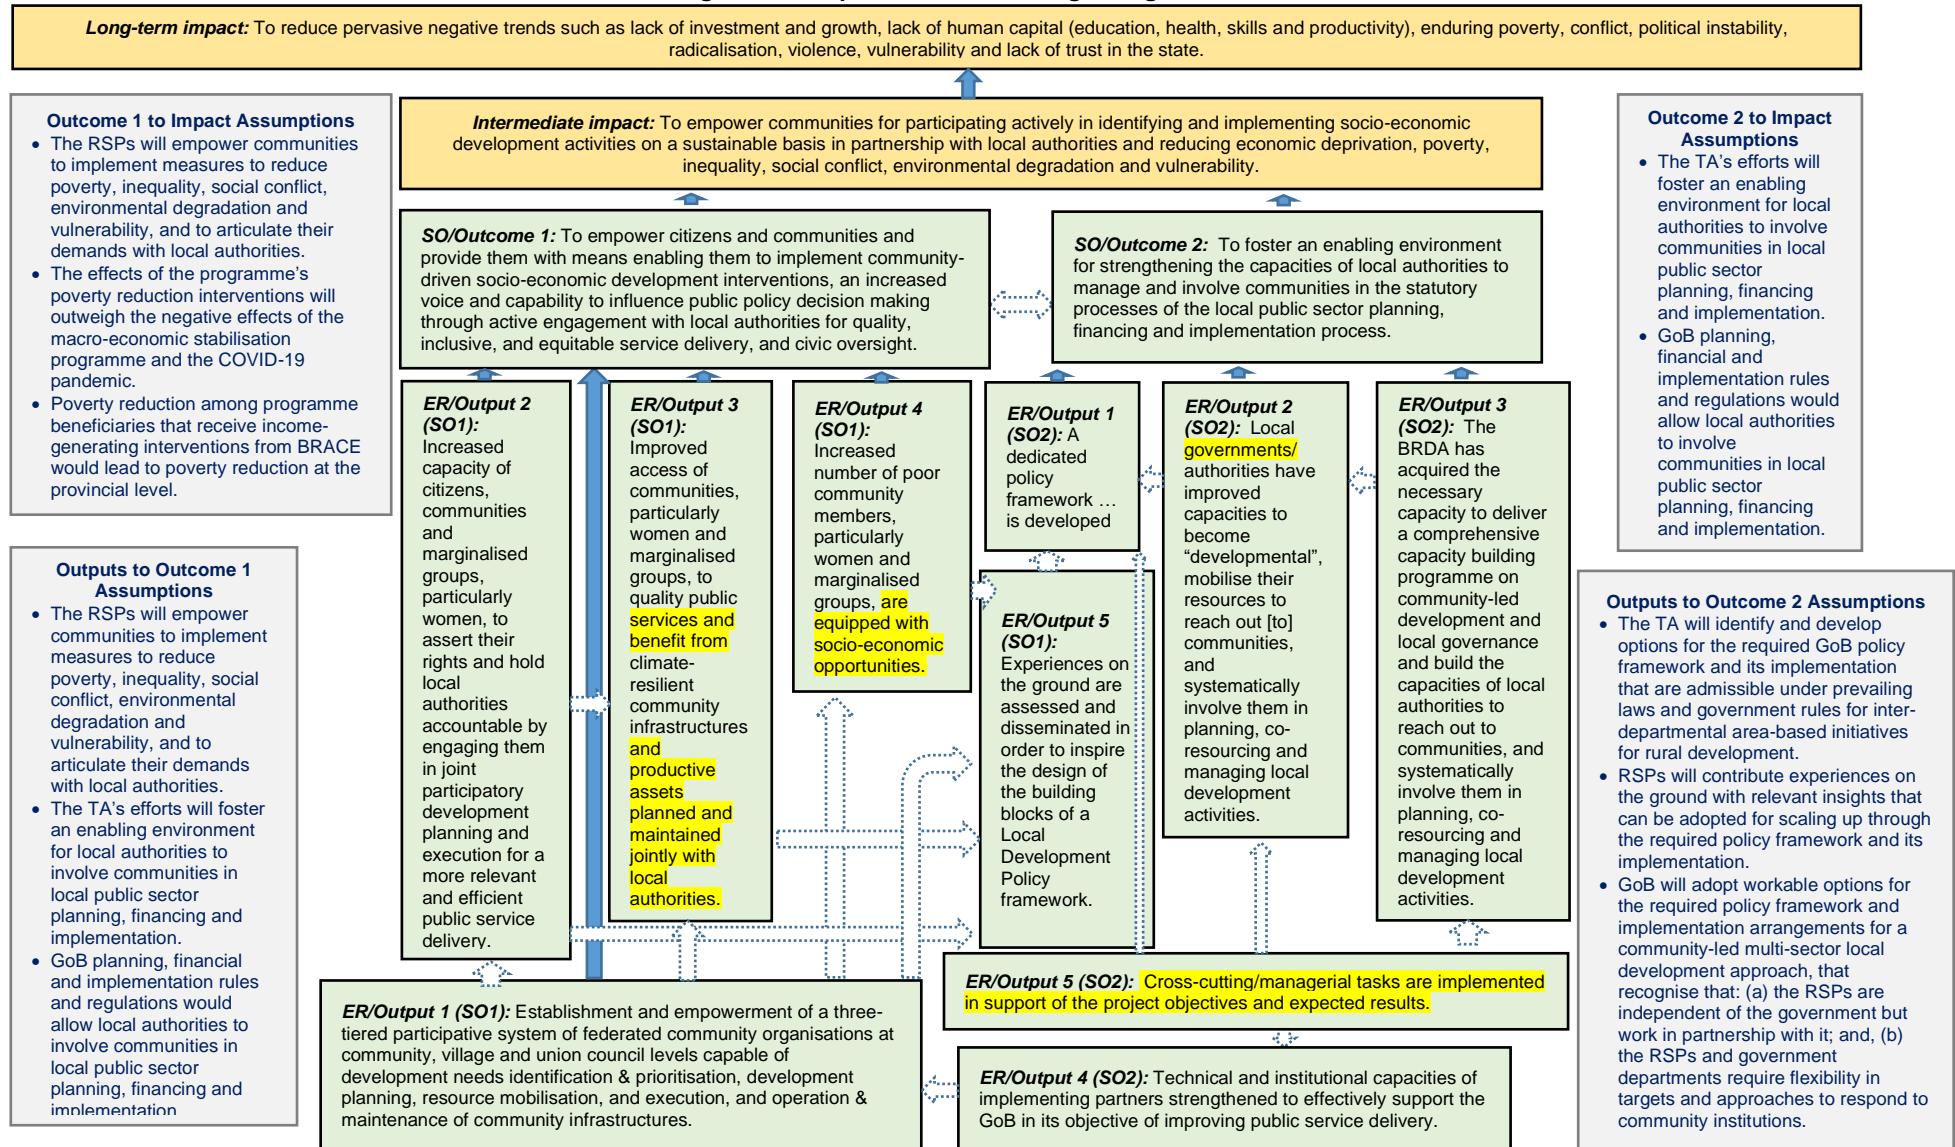 Long-term impact: To reduce pervasive negative trends such as lack of investment and growth, lack of human capital (education, health, skills and productivity), enduring poverty, conflict, political instability,
radicalisation, violence, vulnerability and lack of trust in the state.
Intermediate impact: To empower communities for participating actively in identifying and implementing socio-economic
development activities on a sustainable basis in partnership with local authorities and reducing economic deprivation, poverty,
inequality, social conflict, environmental degradation and vulnerability.
Outcome 1 to Impact Assumptions
• The RSPs will empower communities
to implement measures to reduce
poverty, inequality, social conflict,
environmental degradation and
vulnerability, and to articulate their
demands with local authorities.
• The effects of the programme's
poverty reduction interventions will
outweigh the negative effects of the
macro-economic stabilisation
programme and the COVID-19
pandemic.
• Poverty reduction among programme
beneficiaries that receive income-
generating interventions from BRACE
would lead to poverty reduction at the
provincial level.
Outcome 2 to Impact
Assumptions
• The TA's efforts will
foster an enabling
environment for local
authorities to involve
communities in local
public sector
planning, financing
and implementation.
• GoB planning,
financial and
implementation rules
and regulations would
allow local authorities
to involve
communities in local
public sector
planning, financing
and implementation.
SO/Outcome 1: To empower citizens and communities and
provide them with means enabling them to implement community-
driven socio-economic development interventions, an increased
voice and capability to influence public policy decision making
through active engagement with local authorities for quality,
inclusive, and equitable service delivery, and civic oversight.
SO/Outcome 2: To foster an enabling environment
for strengthening the capacities of local authorities to
manage and involve communities in the statutory
processes of the local public sector planning,
financing and implementation process.
ER/Output 2
(SO1):
Increased
capacity of
citizens,
communities
and
marginalised
groups,
particularly
women, to
assert their
rights and hold
local
authorities
accountable by
engaging them
in joint
participatory
development
planning and
execution for a
more relevant
and efficient
public service
delivery.
ER/Output 3
(SO1):
Improved
access of
communities,
particularly
women and
marginalised
groups, to
quality public
services and
benefit from
climate-
resilient
community
infrastructures
and
productive
assets
planned and
maintained
jointly with
local
authorities.
ER/Output 4
(SO1):
Increased
number of poor
community
members,
particularly
women and
marginalised
groups, are
equipped with
socio-economic
opportunities.
ER/Output 1
(SO2): A
dedicated
policy
framework …
is developed
ER/Output 5
(SO1):
Experiences on
the ground are
assessed and
disseminated in
order to inspire
the design of
the building
blocks of a
Local
Development
Policy
framework.
ER/Output 2
(SO2): Local
governments/
authorities have
improved
capacities to
become
“developmental”,
mobilise their
resources to
reach out [to]
communities,
and
systematically
involve them in
planning, co-
resourcing and
managing local
development
activities.
ER/Output 3
(SO2): The
BRDA has
acquired the
necessary
capacity to deliver
a comprehensive
capacity building
programme on
community-led
development and
local governance
and build the
capacities of local
authorities to
reach out to
communities, and
systematically
involve them in
planning, co-
resourcing and
managing local
development
activities.
Outputs to Outcome 1
Assumptions
• The RSPs will empower
communities to implement
measures to reduce
poverty, inequality, social
conflict, environmental
degradation and
vulnerability, and to
articulate their demands
with local authorities.
• The TA's efforts will foster
an enabling environment
for local authorities to
involve communities in
local public sector
planning, financing and
implementation.
• GoB planning, financial
and implementation rules
and regulations would
allow local authorities to
involve communities in
local public sector
planning, financing and
implementation
Outputs to Outcome 2 Assumptions
• The TA will identify and develop
options for the required GoB policy
framework and its implementation
that are admissible under prevailing
laws and government rules for inter-
departmental area-based initiatives
for rural development.
• RSPs will contribute experiences on
the ground with relevant insights that
can be adopted for scaling up through
the required policy framework and its
implementation.
• GoB will adopt workable options for
the required policy framework and
implementation arrangements for a
community-led multi-sector local
development approach, that
recognise that: (a) the RSPs are
independent of the government but
work in partnership with it; and, (b)
the RSPs and government
departments require flexibility in
targets and approaches to respond to
community institutions.
ER/Output 5 (SO2): Cross-cutting/managerial tasks are implemented
in support of the project objectives and expected results.
ER/Output 1 (SO1): Establishment and empowerment of a three-
tiered participative system of federated community organisations at
community, village and union council levels capable of
development needs identification & prioritisation, development
planning, resource mobilisation, and execution, and operation &
maintenance of community infrastructures.
ER/Output 4 (SO2): Technical and institutional capacities of
implementing partners strengthened to effectively support the
GoB in its objective of improving public service delivery.